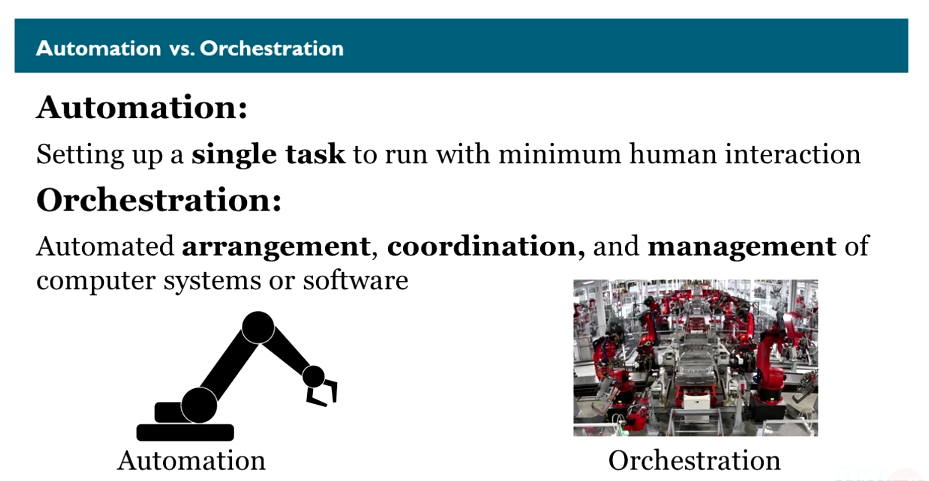 Automation vs. Orchestration
Automation:
Setting up a single task to run with minimum human interaction
Orchestration:
Automated arrangement, coordination, and management of
computer systems or software
Automation
Orchestration